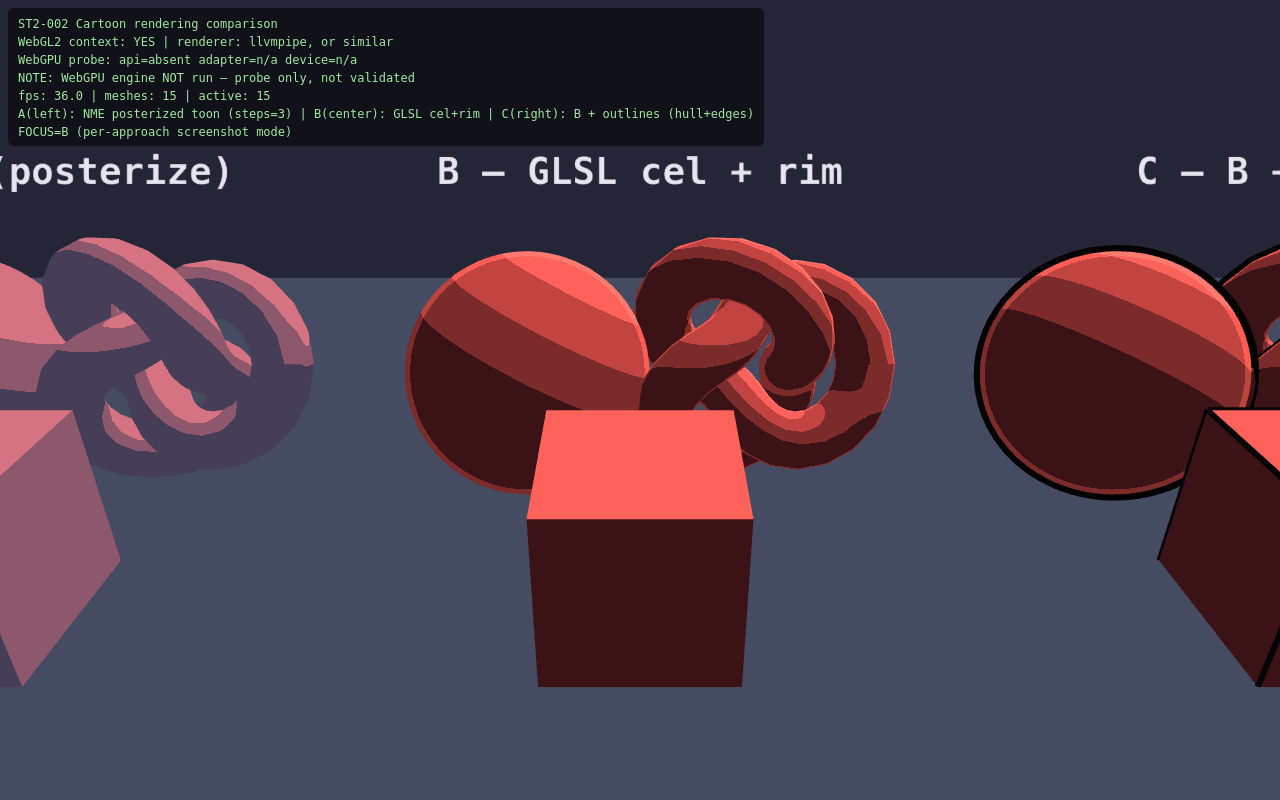 ST2-002 Cartoon rendering comparison
WebGL2 context: YES | renderer: llvmpipe, or similar
WebGPU probe: api=absent adapter=n/a device=n/a
NOTE: WebGPU engine NOT run — probe only, not validated
fps: 36.0 | meshes: 15 | active: 15
A(left): NME posterized toon (steps=3) | B(center): GLSL cel+rim | C(right): B + outlines (hull+edges)
FOCUS=B (per-approach screenshot mode)
(posterize) B — GLSL cel + rim C — B